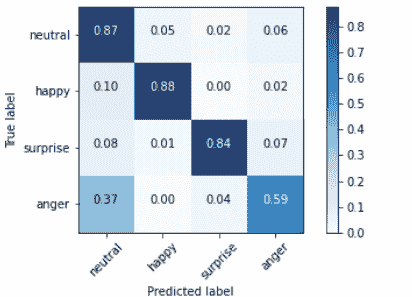 neutral 0.87 0.05 0.02 0.06
happy 0.10 0.88 0.00 0.02
surprise 0.08 0.01 0.84 0.07
anger 0.37 0.00 0.04 0.59
neutral happy surprise anger
True label
Predicted label
0.8
0.7
0.6
0.5
0.4
0.3
0.2
0.1
0.0